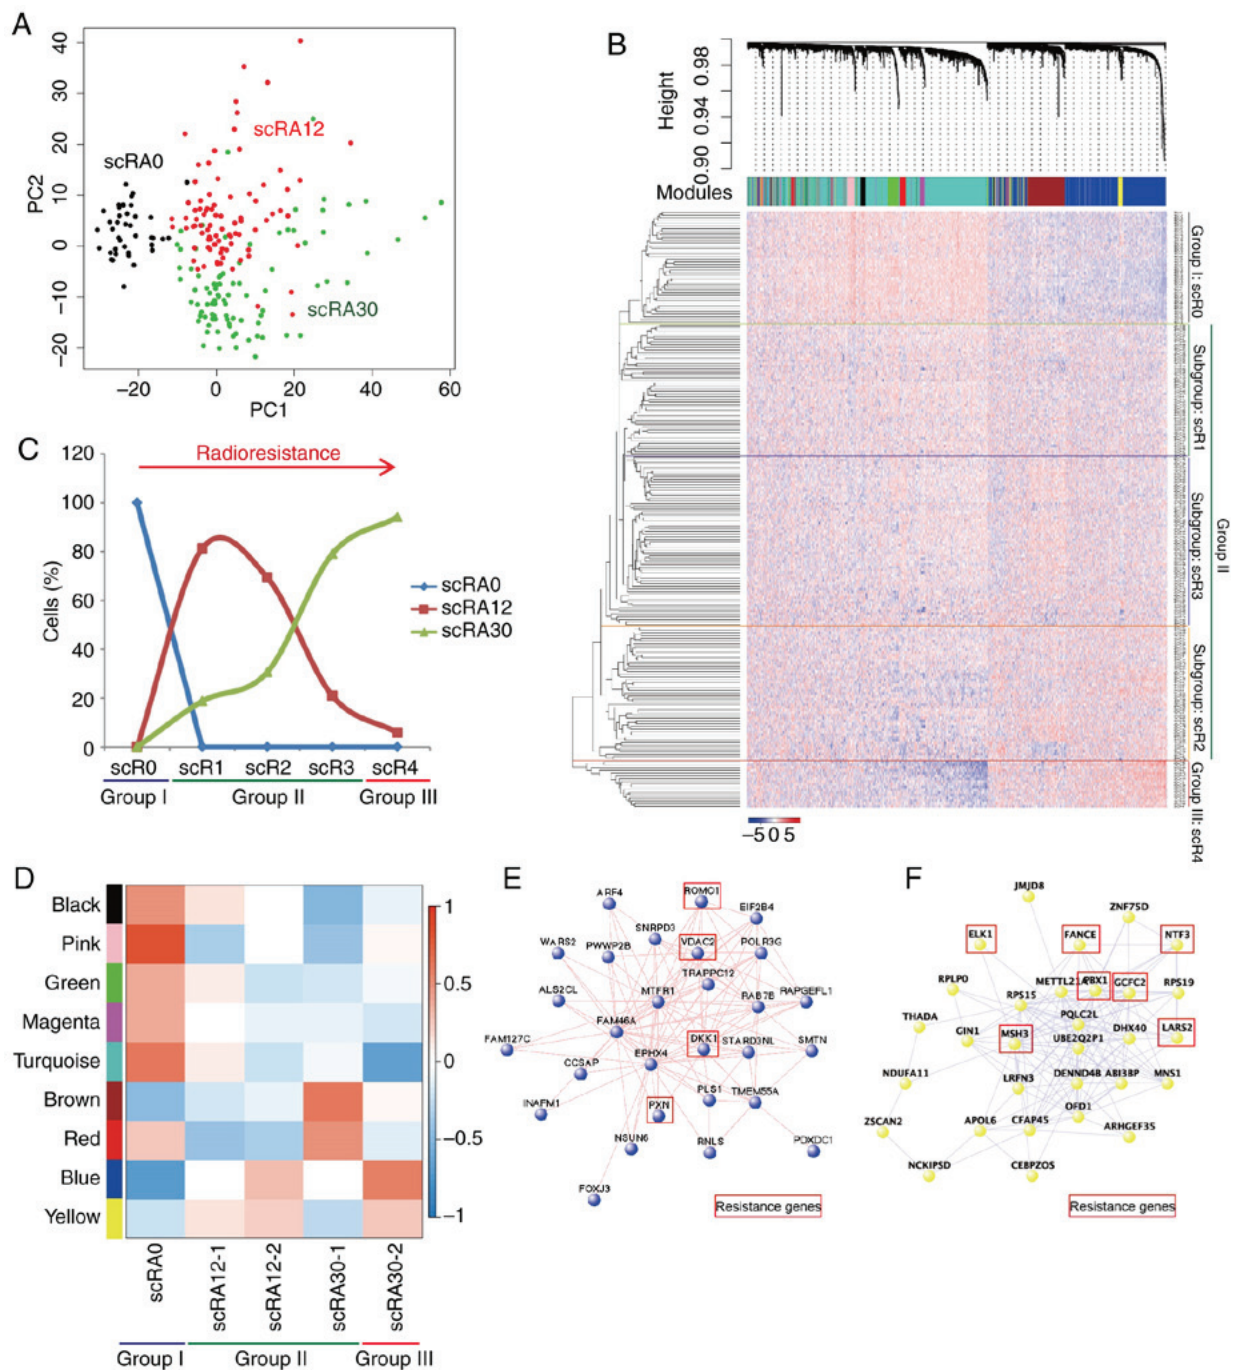 A
40
30
20
10
0
−10
−20
PC2
scRA0
scRA12
scRA30
−20
0
20
40
60
PC1
B
Height
0.98
0.94
0.90
Modules
Group I: scR0
Subgroup: scR1
Subgroup: scR3
Subgroup: scR2
Group II
Group III: scR4
−5 0 5
C
Radioresistance
120
100
80
60
40
20
0
Cells (%)
scRA0
scRA12
scRA30
scR0 scR1 scR2 scR3 scR4
Group I Group II Group III
D
Black
Pink
Green
Magenta
Turquoise
Brown
Red
Blue
Yellow
1
0.5
0
−0.5
−1
scRA0
scRA12-1
scRA12-2
scRA30-1
scRA30-2
Group I Group II Group III
E
ARF4
ROMO1
EIF2B4
SNRPD3
WARS2
PWWP2B
VDAC2
POLR3G
TRAPPC12
ALS2CL
MTFR1
RAB7B
RAPGEFL1
FAM46A
FAM127C
EPHX4
DKK1
STARD3NL
SMTN
CCSAP
INAFM1
PXN
PLS1
TMEM55A
NSUN6
RNLS
PDXDC1
FOXJ3
Resistance genes
F
JMJD8
ZNF75D
ELK1
FANCE
NTF3
RPLP0
METTL21A
PBX1
GCFC2
RPS19
RPS15
THADA
GIN1
MSH3
PQLC2L
UBE2Q2P1
DHX40
LARS2
NDUFA11
LRFN3
DENND4B
ABI3BP
MNS1
OFD1
ZSCAN2
APOL6
CFAP45
ARHGEF35
NCKIPSD
CEBPZOS
Resistance genes